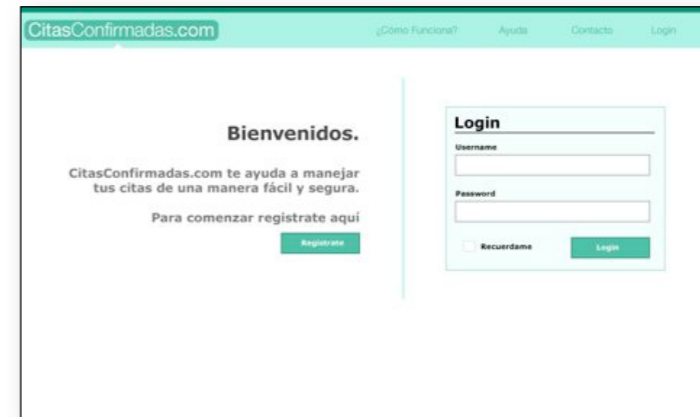 CitasConfirmadas.com
¿Cómo Funciona? Ayuda Contacto Login
Bienvenidos.
CitasConfirmadas.com te ayuda a manejar
tus citas de una manera fácil y segura.
Para comenzar registrate aquí
Registrate
Login
Username
Password
Recuerdame
Login